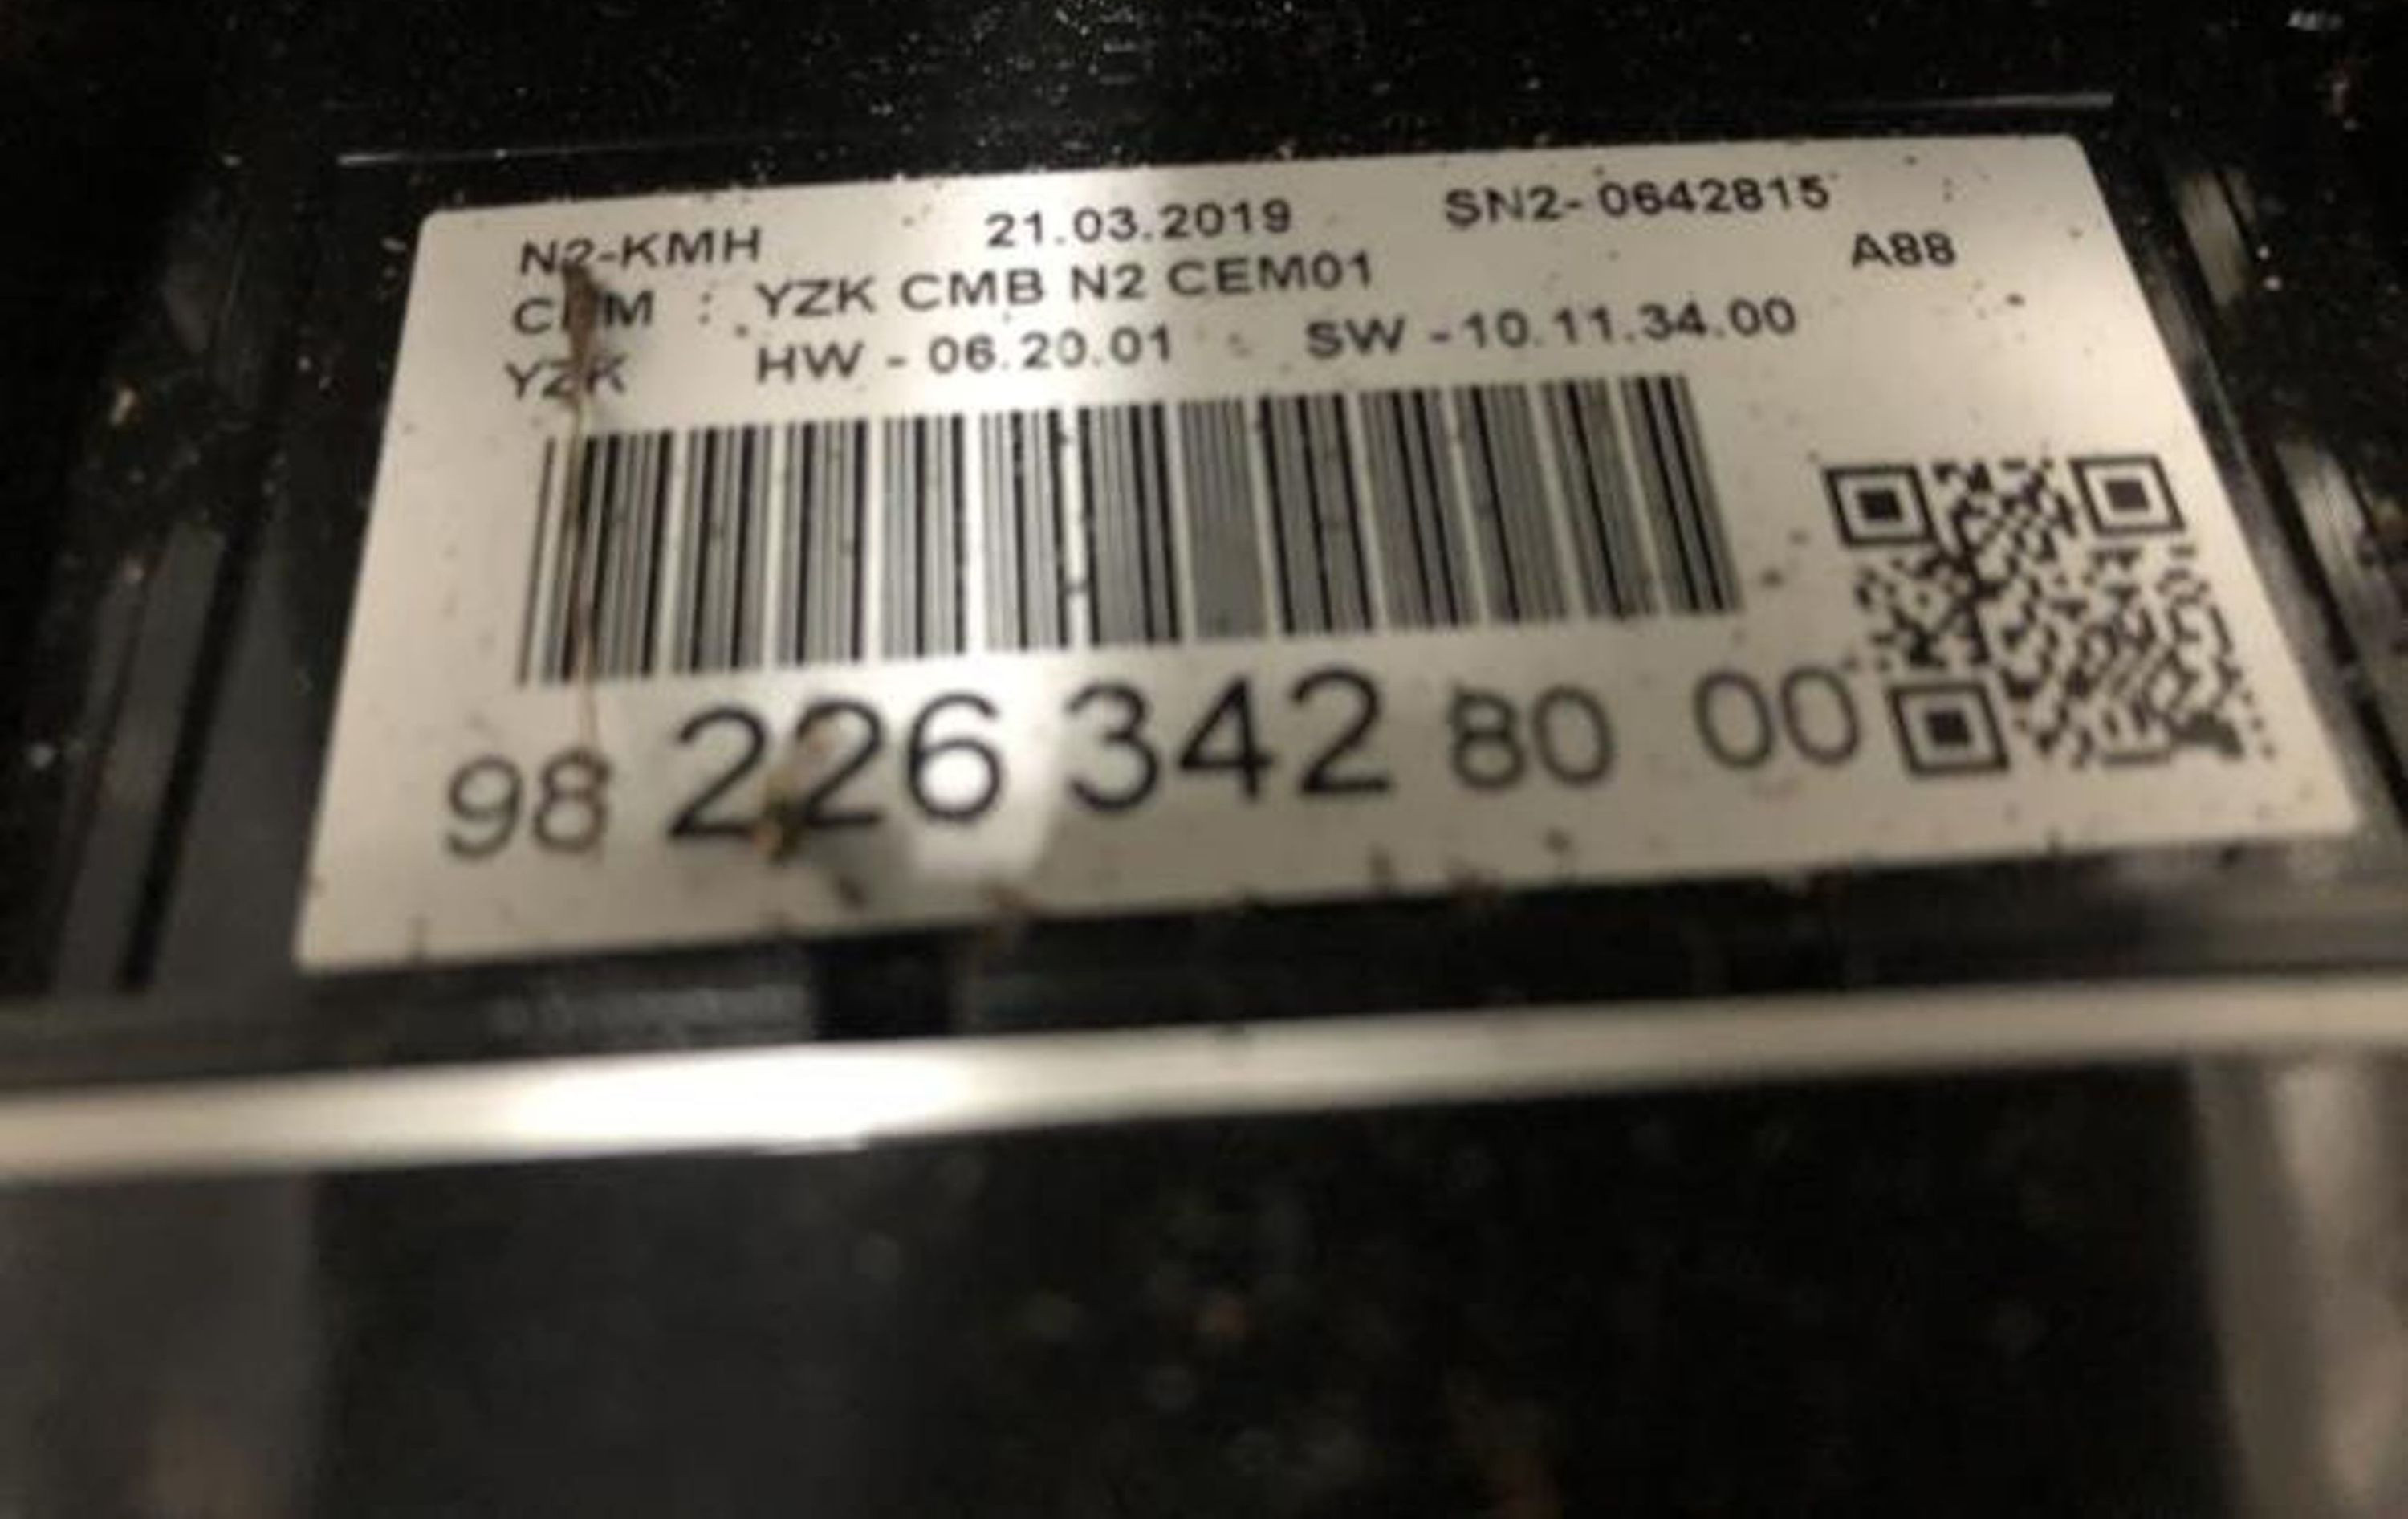 N2-KMH 21.03.2019 SN2-0642815
A88
: YZK CMB N2 CEM01
YZK HW - 06.20.01 SW -10.11.34.00
98 226 342 80 00